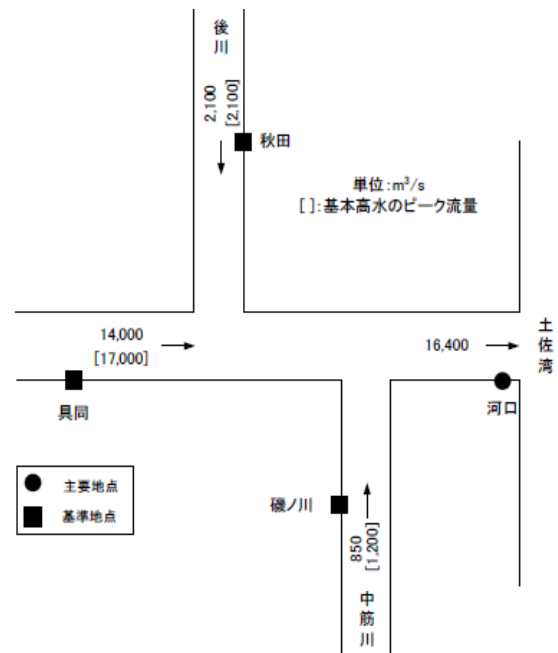 後川
2,100
[2,100]
秋田
単位:m³/s
[ ]:基本高水のピーク流量
14,000
[17,000]
16,400
土佐湾
具同
河口
主要地点
基準地点
磯ノ川
850
[1,200]
中筋川